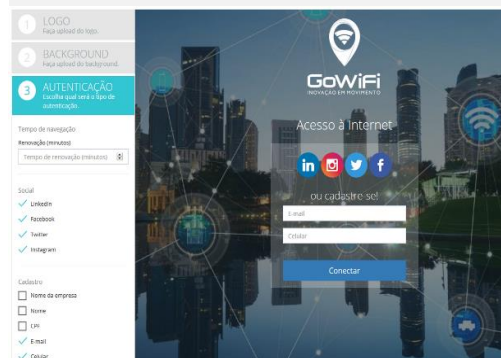 1
LOGO
Faça upload do logo.
2
BACKGROUND
Faça upload do background.
3
AUTENTICAÇÃO
Escolha qual será o tipo de
autenticação.
Tempo de navegação
Renovação (minutos)
Tempo de renovação (minutos)
Social
LinkedIn
Facebook
Twitter
Instagram
Cadastro
Nome da empresa
Nome
CPF
E-mail
Celular
GoWiFi
INOVAÇÃO EM MOVIMENTO
Acesso à Internet
in
f
ou cadastre-se!
E-mail
Celular
Conectar